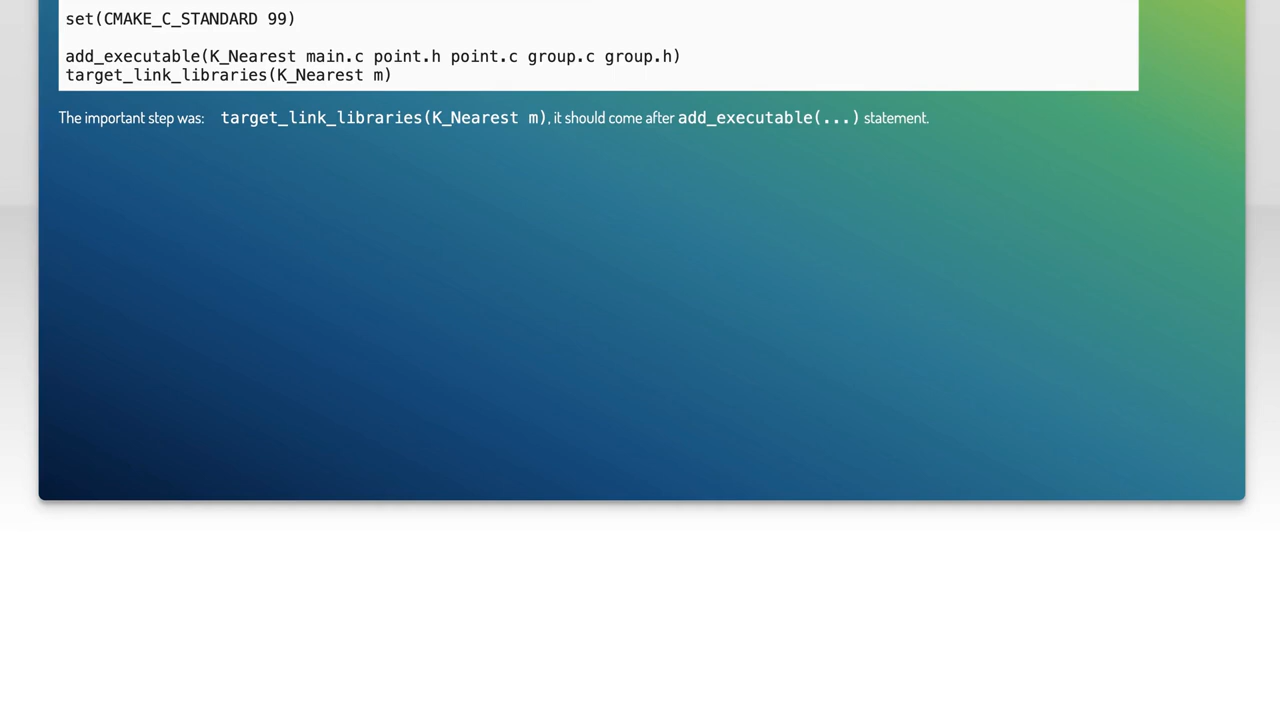 set(CMAKE_C_STANDARD 99)
add_executable(K_Nearest main.c point.h point.c group.c group.h)
target_link_libraries(K_Nearest m)
The important step was: target_link_libraries(K_Nearest m), it should come after add_executable(...) statement.